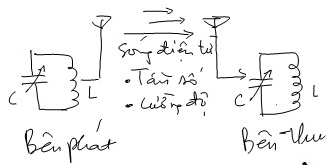 sóng điện từ
• Tần số
• Cường độ
C L
C L
Bên phát
Bên thu